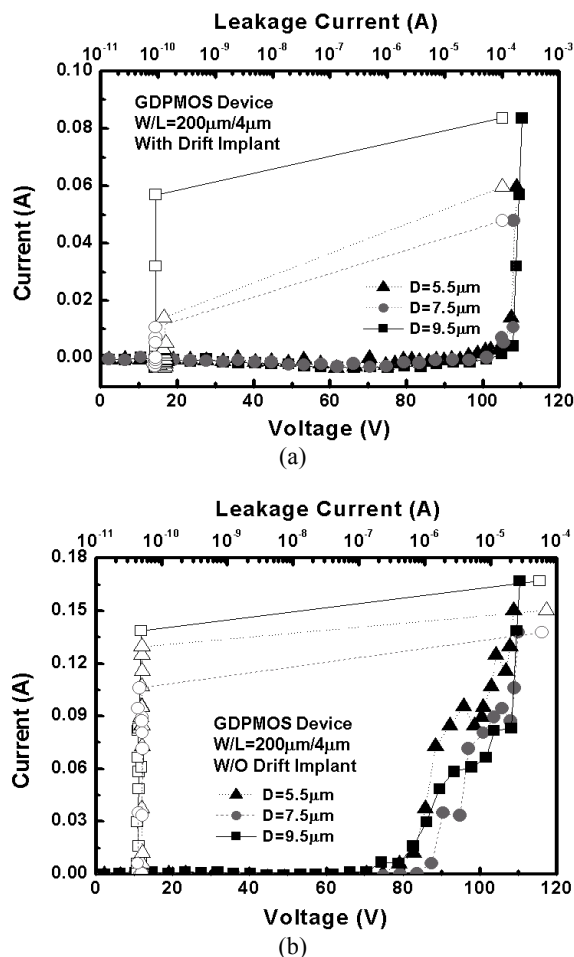 Leakage Current (A)
10⁻¹¹ 10⁻¹⁰ 10⁻⁹ 10⁻⁸ 10⁻⁷ 10⁻⁶ 10⁻⁵ 10⁻⁴ 10⁻³
0.10
0.08
0.06
0.04
0.02
0.00
Current (A)
GDPMOS Device
W/L=200μm/4μm
With Drift Implant
D=5.5μm
D=7.5μm
D=9.5μm
0 20 40 60 80 100 120
Voltage (V)
(a)
Leakage Current (A)
10⁻¹¹ 10⁻¹⁰ 10⁻⁹ 10⁻⁸ 10⁻⁷ 10⁻⁶ 10⁻⁵ 10⁻⁴
0.18
0.15
0.12
0.09
0.06
0.03
0.00
Current (A)
GDPMOS Device
W/L=200μm/4μm
W/O Drift Implant
D=5.5μm
D=7.5μm
D=9.5μm
0 20 40 60 80 100 120
Voltage (V)
(b)